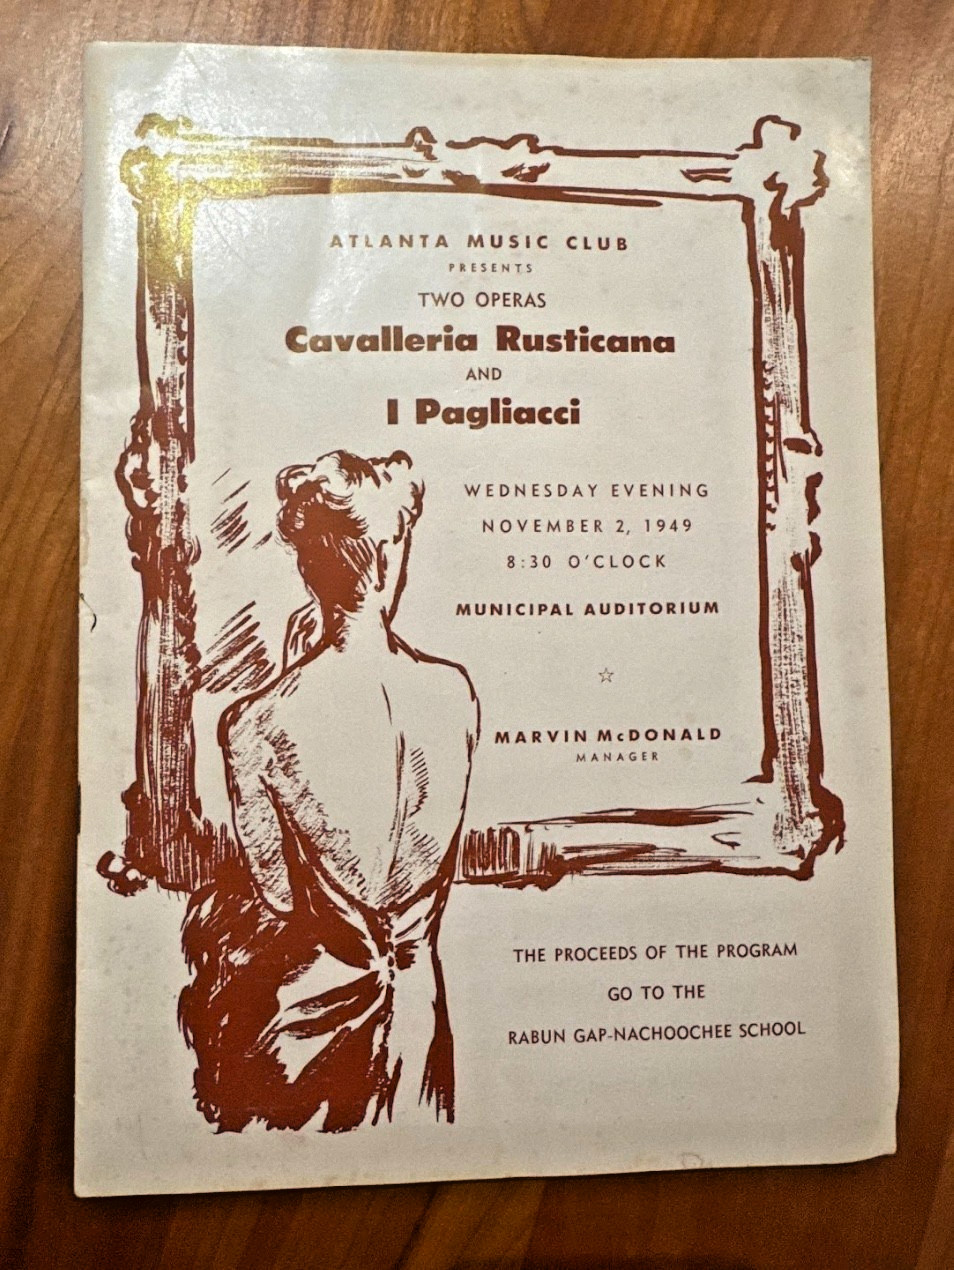 ATLANTA MUSIC CLUB
PRESENTS
TWO OPERAS
Cavalleria Rusticana
AND
I Pagliacci
WEDNESDAY EVENING
NOVEMBER 2, 1949
8:30 O'CLOCK
MUNICIPAL AUDITORIUM
MARVIN McDONALD
MANAGER
THE PROCEEDS OF THE PROGRAM
GO TO THE
RABUN GAP-NACHOOCHEE SCHOOL